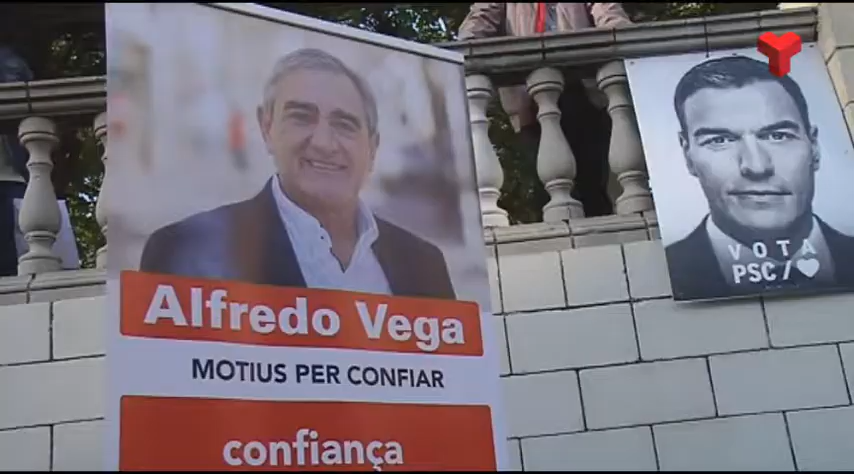 Alfredo Vega
MOTIUS PER CONFIAR
confiança
VOTA
PSC/